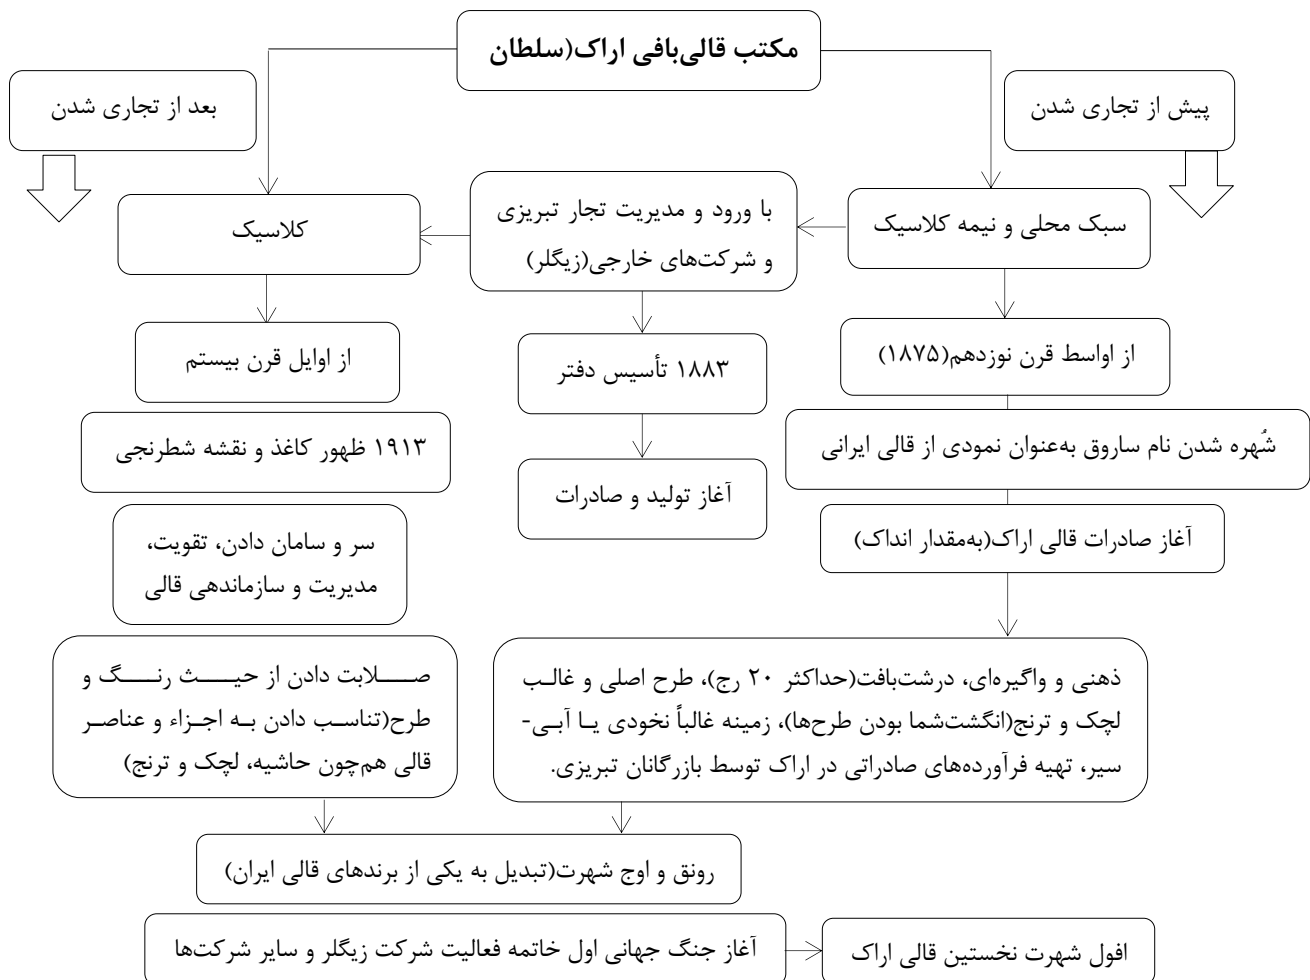 مکتب قالی‌بافی اراک(سلطان
پیش از تجاری شدن
بعد از تجاری شدن
سبک محلی و نیمه کلاسیک
با ورود و مدیریت تجار تبریزی
و شرکت‌های خارجی(زیگلر)
کلاسیک
از اواسط قرن نوزدهم(۱۸۷۵)
۱۸۸۳ تأسیس دفتر
از اوایل قرن بیستم
شُهره شدن نام ساروق به‌عنوان نمودی از قالی ایرانی
آغاز تولید و صادرات
۱۹۱۳ ظهور کاغذ و نقشه شطرنجی
آغاز صادرات قالی اراک(به‌مقدار انداک)
سر و سامان دادن، تقویت،
مدیریت و سازماندهی قالی
ذهنی و واگیره‌ای، درشت‌بافت(حداکثر ۲۰ رج)، طرح اصلی و غالب
لچک و ترنج(انگشت‌شما بودن طرح‌ها)، زمینه غالباً نخودی یا آبی-
سیر، تهیه فرآورده‌های صادراتی در اراک توسط بازرگانان تبریزی.
صلابت دادن از حیث رنگ و
طرح(تناسب دادن به اجزاء و عناصر
قالی هم‌چون حاشیه، لچک و ترنج)
رونق و اوج شهرت(تبدیل به یکی از برندهای قالی ایران)
آغاز جنگ جهانی اول خاتمه فعالیت شرکت زیگلر و سایر شرکت‌ها
افول شهرت نخستین قالی اراک